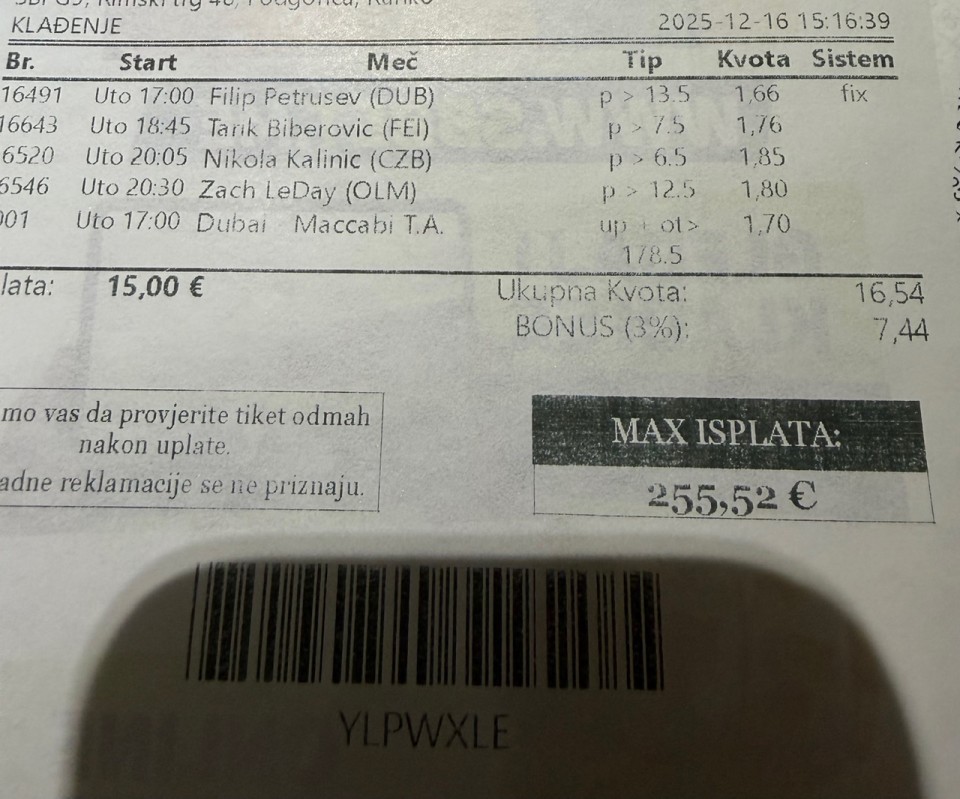 KLAĐENJE 2025-12-16 15:16:39
Br. Start Meč Tip Kvota Sistem
16491 Uto 17:00 Filip Petrusev (DUB) p > 13.5 1,66 fix
16643 Uto 18:45 Tarik Biberovic (FEI) p > 7.5 1,76
6520 Uto 20:05 Nikola Kalinic (CZB) p > 6.5 1,85
6546 Uto 20:30 Zach LeDay (OLM) p > 12.5 1,80
001 Uto 17:00 Dubai Maccabi T.A. up + ot> 1,70
178.5
lata: 15,00 € Ukupna Kvota: 16,54
BONUS (3%): 7,44
mo vas da provjerite tiket odmah
nakon uplate.
adne reklamacije se ne priznaju.
MAX ISPLATA:
255,52 €
YLPWXLE